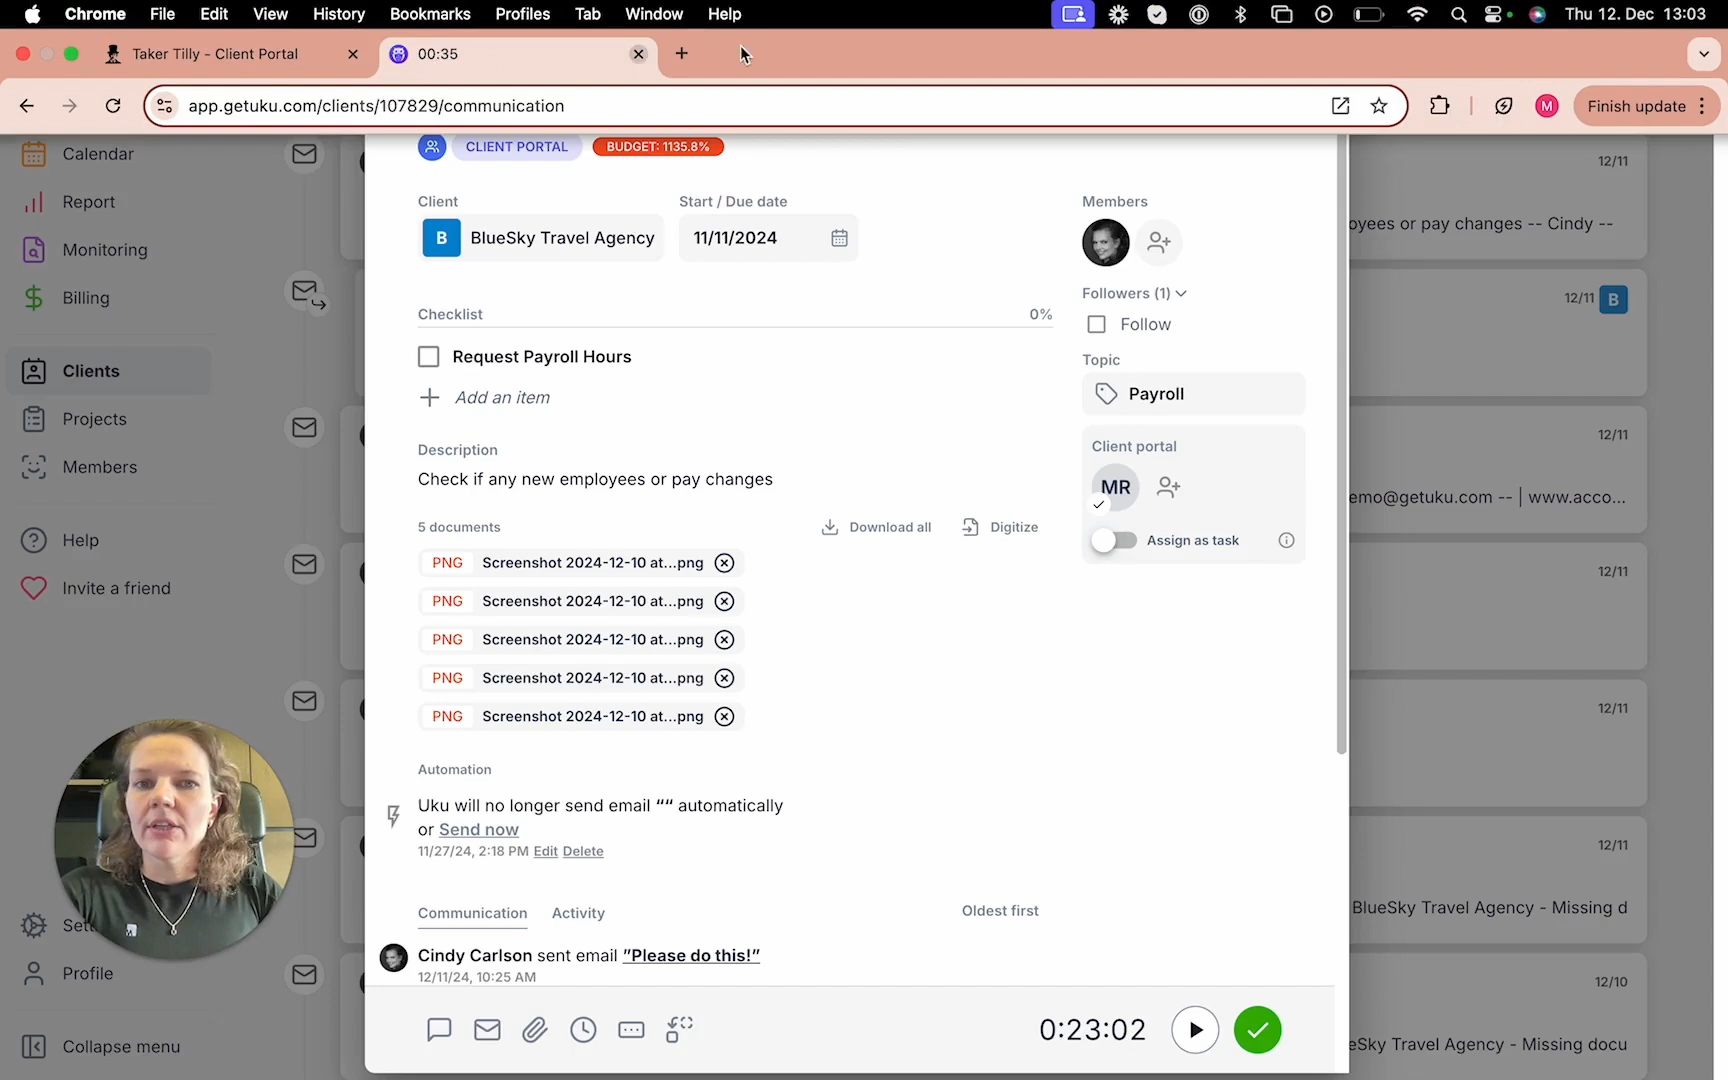 Chrome File Edit View History Bookmarks Profiles Tab Window Help Thu 12. Dec 13:03
Taker Tilly - Client Portal
00:35
app.getuku.com/clients/107829/communication
M
Finish update
Calendar
Report
Monitoring
Billing
Clients
Projects
Members
Help
Invite a friend
Profile
Collapse menu
CLIENT PORTAL
BUDGET: 1135.8%
Client
B BlueSky Travel Agency
Start / Due date
11/11/2024
Checklist 0%
Request Payroll Hours
Add an item
Description
Check if any new employees or pay changes
5 documents
Download all
Digitize
PNG Screenshot 2024-12-10 at...png
PNG Screenshot 2024-12-10 at...png
PNG Screenshot 2024-12-10 at...png
PNG Screenshot 2024-12-10 at...png
PNG Screenshot 2024-12-10 at...png
Automation
Uku will no longer send email ““ automatically
or Send now
11/27/24, 2:18 PM Edit Delete
Communication Activity Oldest first
Cindy Carlson sent email ”Please do this!”
12/11/24, 10:25 AM
0:23:02
Members
Followers (1)
Follow
Topic
Payroll
Client portal
MR
Assign as task
12/11
oyees or pay changes -- Cindy --
12/11 B
12/11
emo@getuku.com -- | www.acco...
12/11
12/11
12/11
BlueSky Travel Agency - Missing d
12/10
eSky Travel Agency - Missing docu